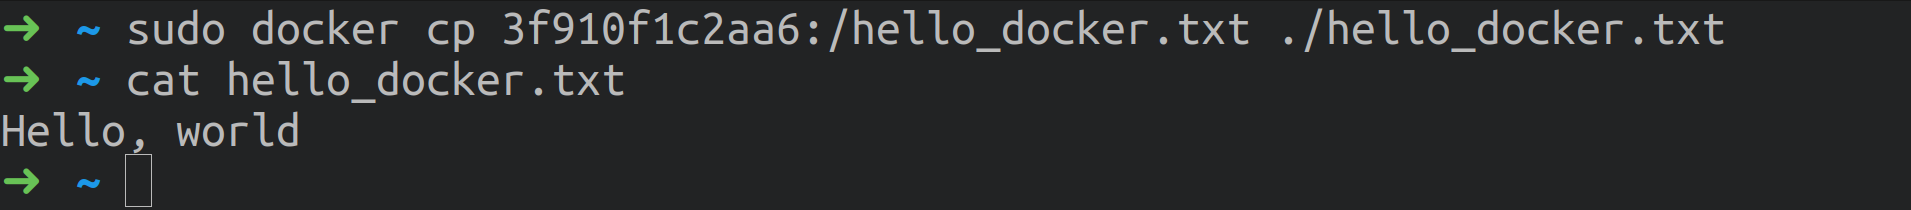 ➜  ~ sudo docker cp 3f910f1c2aa6:/hello_docker.txt ./hello_docker.txt
➜  ~ cat hello_docker.txt
Hello, world
➜  ~